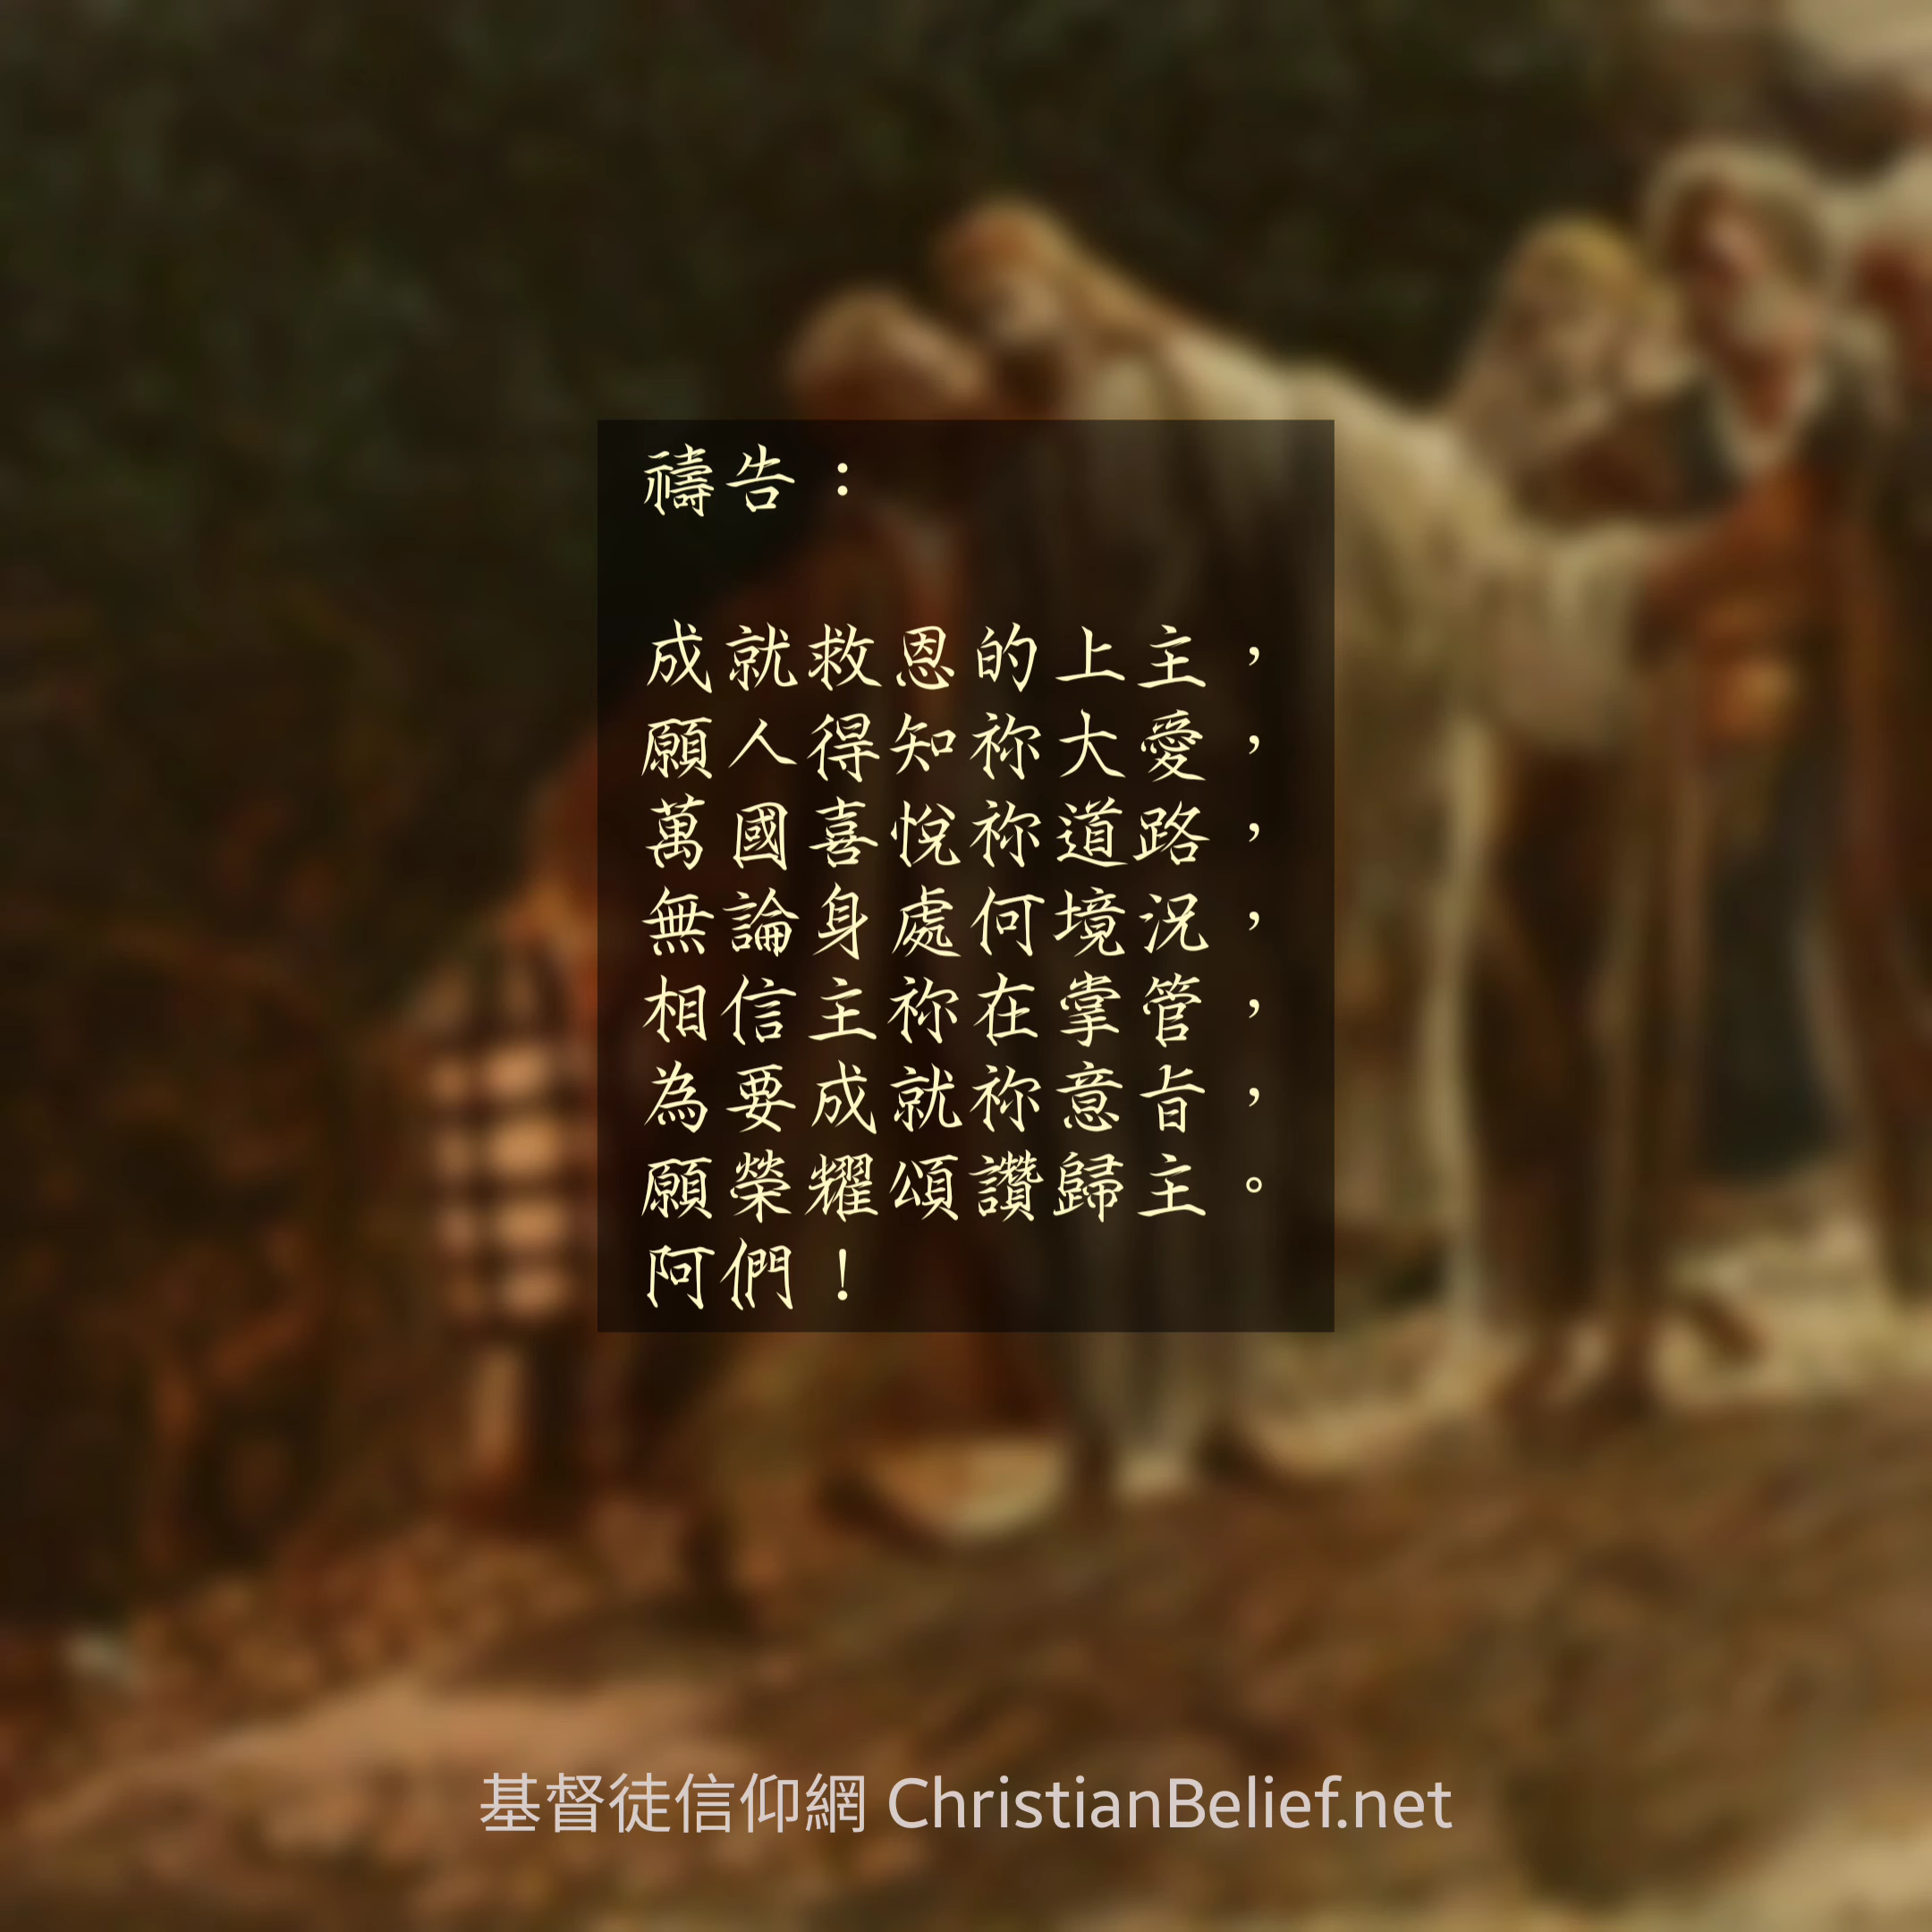 禱告：
成就救恩的上主，
願人得知祢大愛，
萬國喜悅祢道路，
無論身處何境況，
相信主祢在掌管，
為要成就祢意旨，
願榮耀頌讚歸主。
阿們！
基督徒信仰網 ChristianBelief.net